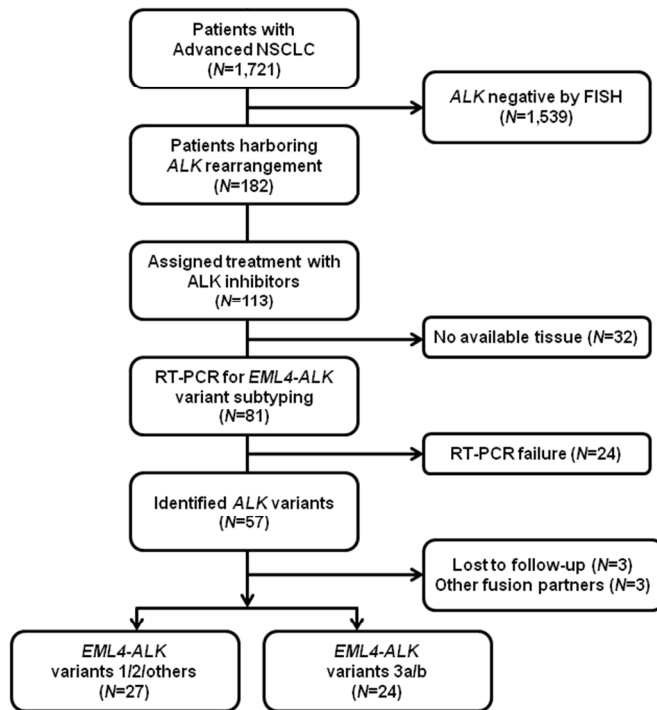 Patients with
Advanced NSCLC
(N=1,721)
ALK negative by FISH
(N=1,539)
Patients harboring
ALK rearrangement
(N=182)
Assigned treatment with
ALK inhibitors
(N=113)
No available tissue (N=32)
RT-PCR for EML4-ALK
variant subtyping
(N=81)
RT-PCR failure (N=24)
Identified ALK variants
(N=57)
Lost to follow-up (N=3)
Other fusion partners (N=3)
EML4-ALK
variants 1/2/others
(N=27)
EML4-ALK
variants 3a/b
(N=24)